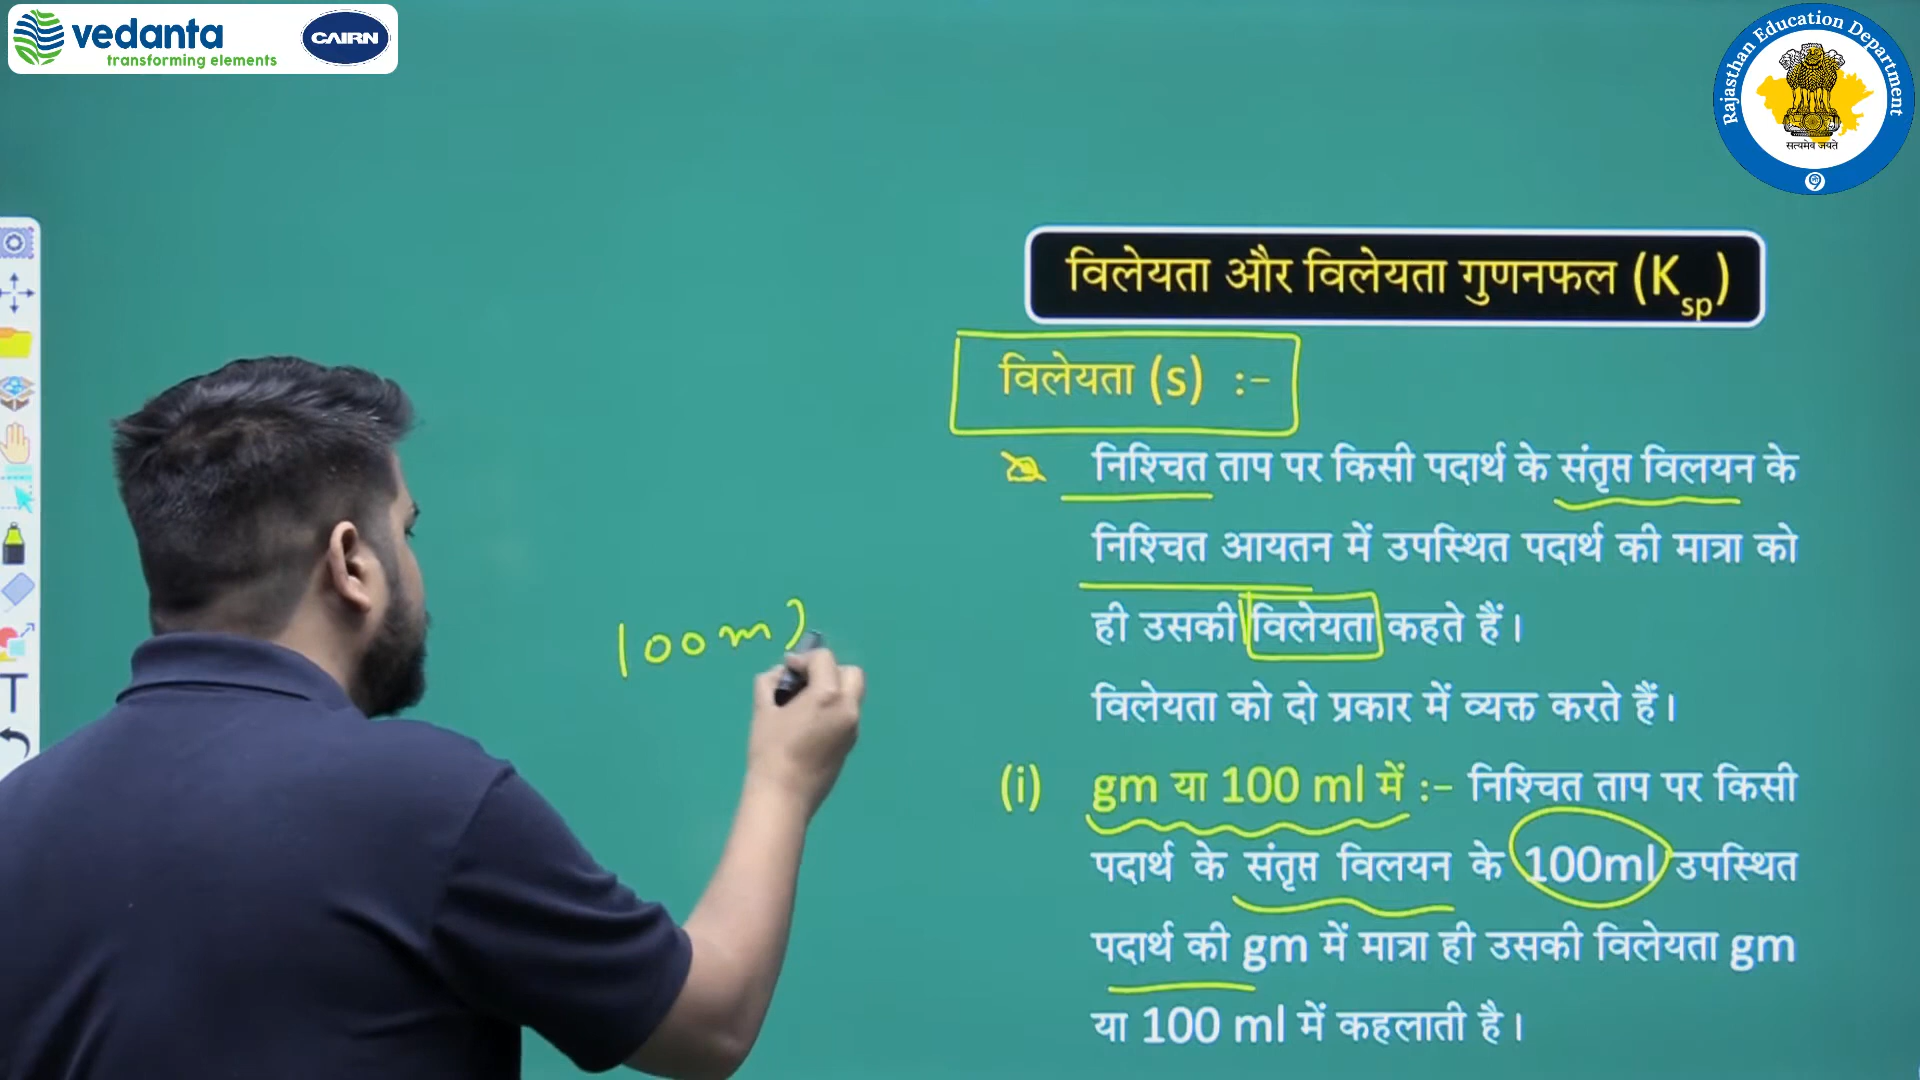 vedanta
transforming elements
CAIRN
Rajasthan Education Department
सत्यमेव जयते
विलेयता और विलेयता गुणनफल (Ksp)
विलेयता (s) :-
निश्चित ताप पर किसी पदार्थ के संतृप्त विलयन के
निश्चित आयतन में उपस्थित पदार्थ की मात्रा को
ही उसकी विलेयता कहते हैं।
विलेयता को दो प्रकार में व्यक्त करते हैं।
(i) gm या 100 ml में :- निश्चित ताप पर किसी
पदार्थ के संतृप्त विलयन के 100ml उपस्थित
पदार्थ की gm में मात्रा ही उसकी विलेयता gm
या 100 ml में कहलाती है।
100ml
T